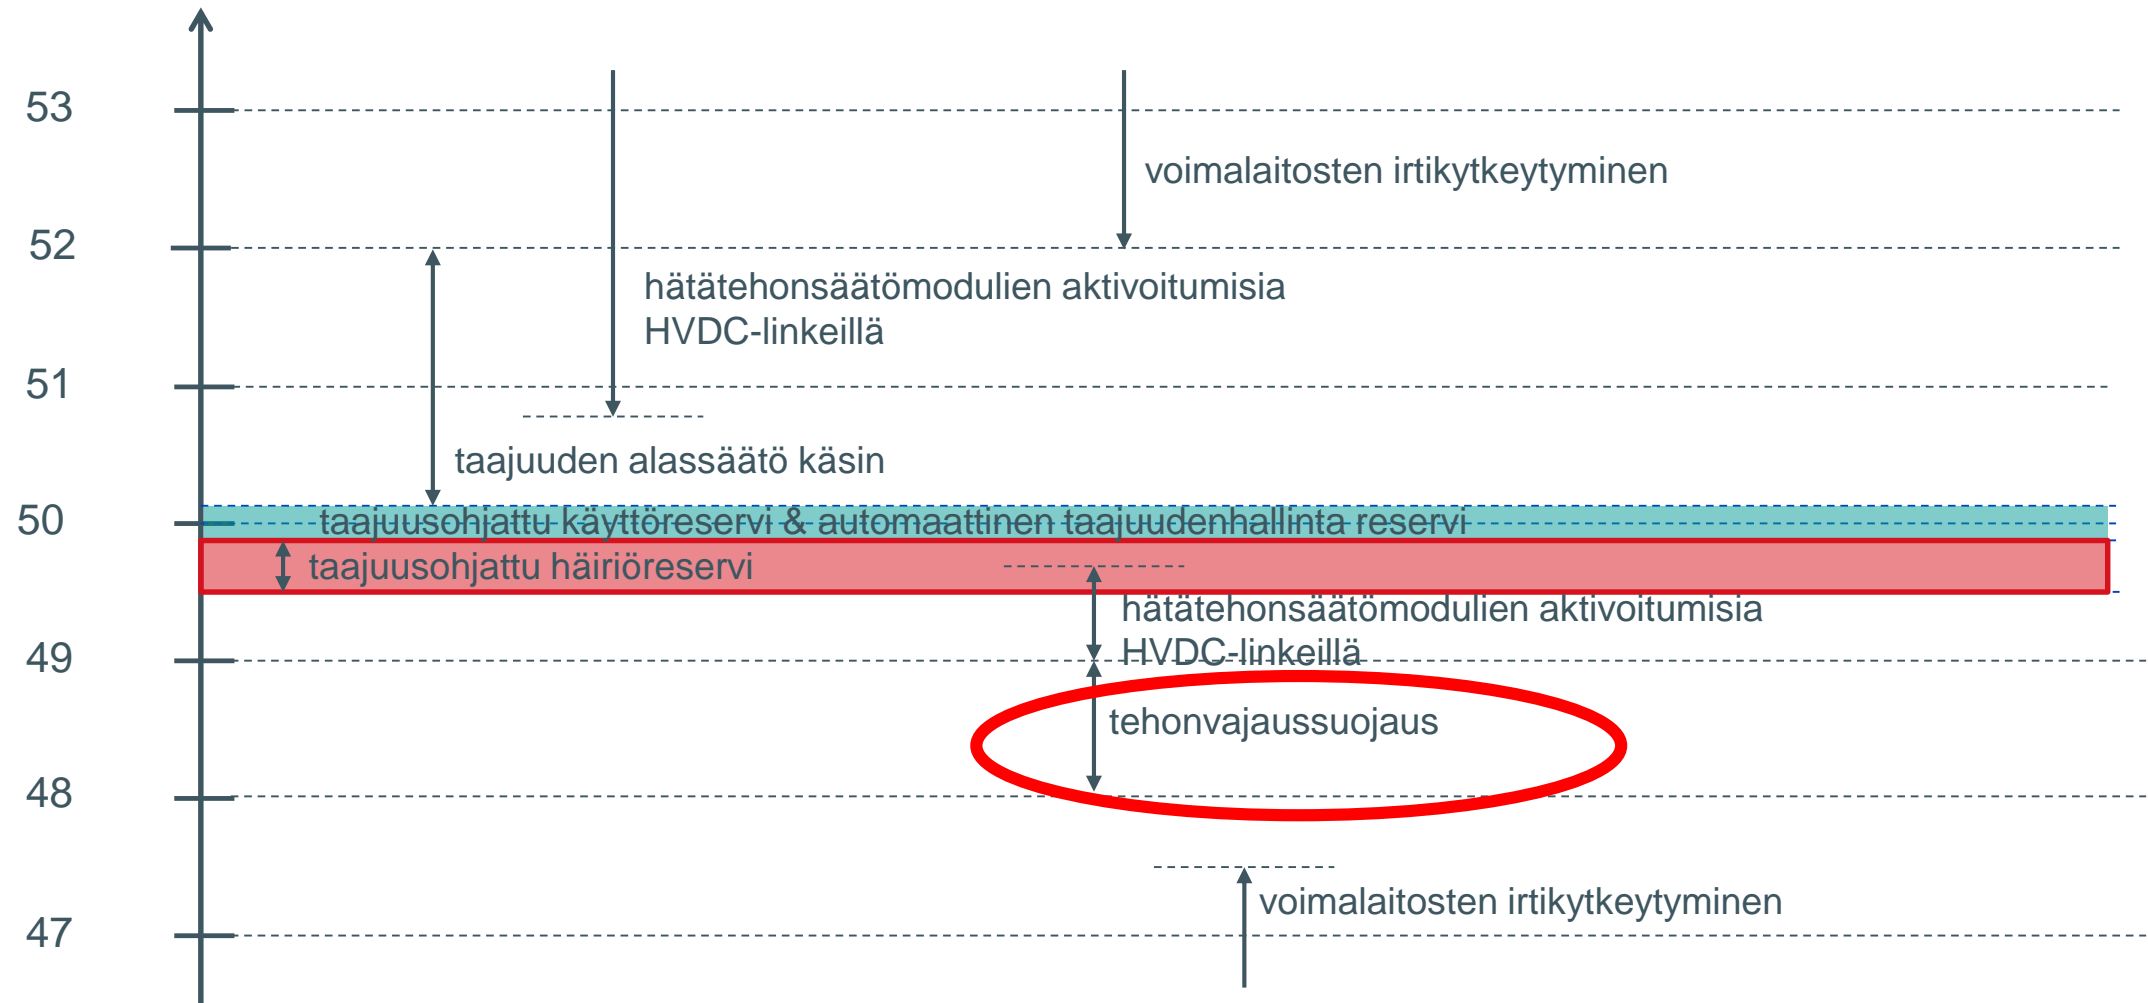 53
voimalaitosten irtikytkeytyminen
52
hätätehonsäätömodulien aktivoitumisia
HVDC-linkeillä
51
taajuuden alassäätö käsin
50
taajuusohjattu käyttöreservi & automaattinen taajuudenhallinta reservi
taajuusohjattu häiriöreservi
hätätehonsäätömodulien aktivoitumisia
HVDC-linkeillä
49
tehonvajaussuojaus
48
voimalaitosten irtikytkeytyminen
47